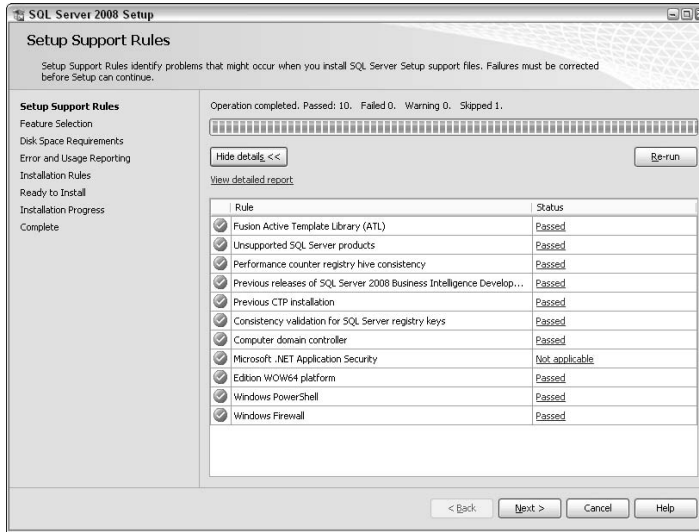 SQL Server 2008 Setup
Setup Support Rules
Setup Support Rules identify problems that might occur when you install SQL Server Setup support files. Failures must be corrected
before Setup can continue.
Setup Support Rules
Feature Selection
Disk Space Requirements
Error and Usage Reporting
Installation Rules
Ready to Install
Installation Progress
Complete
Operation completed. Passed: 10. Failed 0. Warning 0. Skipped 1.
Hide details <<
Re-run
View detailed report
Rule Status
Fusion Active Template Library (ATL) Passed
Unsupported SQL Server products Passed
Performance counter registry hive consistency Passed
Previous releases of SQL Server 2008 Business Intelligence Develop... Passed
Previous CTP installation Passed
Consistency validation for SQL Server registry keys Passed
Computer domain controller Passed
Microsoft .NET Application Security Not applicable
Edition WOW64 platform Passed
Windows PowerShell Passed
Windows Firewall Passed
< Back Next > Cancel Help